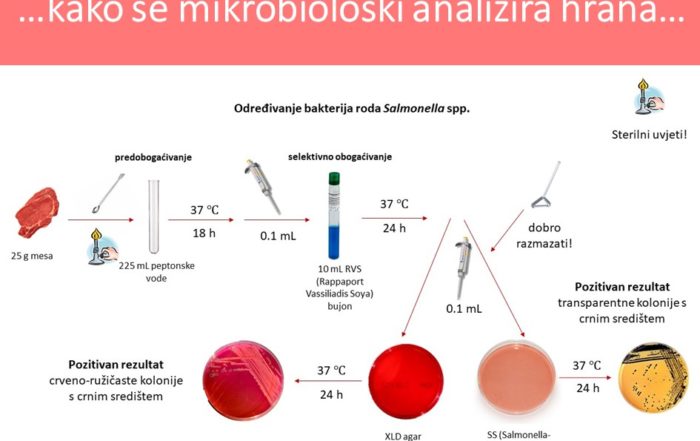 ...kako se mikrobiološki analizira hrana...
Određivanje bakterija roda Salmonella spp.
Sterilni uvjeti!
predobogaćivanje
selektivno obogaćivanje
37 ℃
18 h
0.1 mL
37 ℃
24 h
dobro
razmazati!
25 g mesa
225 mL peptonske
vode
10 mL RVS
(Rappaport
Vassiliadis Soya)
bujon
0.1 mL
Pozitivan rezultat
transparentne kolonije s
crnim središtem
Pozitivan rezultat
crveno-ružičaste kolonije
s crnim središtem
37 ℃
24 h
37 ℃
24 h
XLD agar
SS (Salmonella-